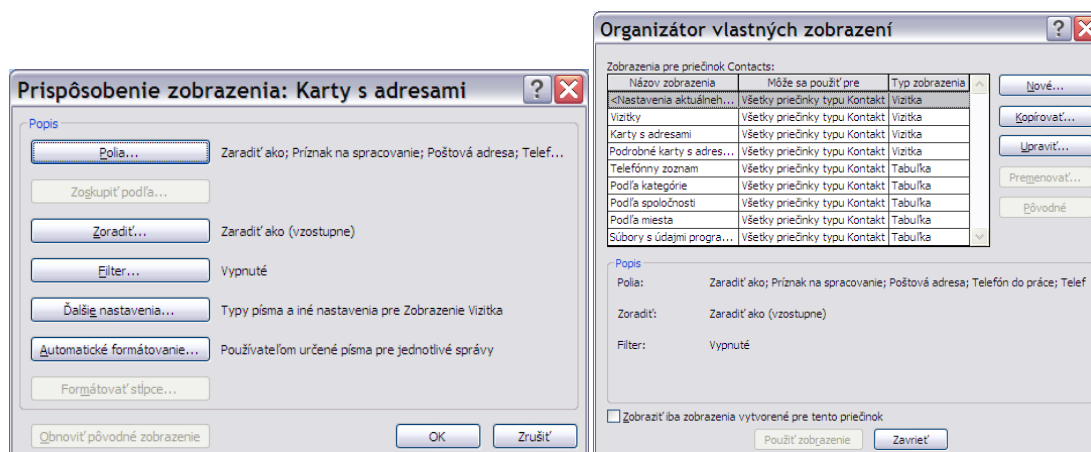 Prispôsobenie zobrazenia: Karty s adresami
Popis
Polia... Zaradiť ako; Príznak na spracovanie; Poštová adresa; Telef...
Zoskupiť podľa...
Zoradiť... Zaradiť ako (vzostupne)
Filter... Vypnuté
Ďalšie nastavenia... Typy písma a iné nastavenia pre Zobrazenie Vizitka
Automatické formátovanie... Používateľom určené písma pre jednotlivé správy
Formátovať stĺpce...
Obnoviť pôvodné zobrazenie OK Zrušiť
Organizátor vlastných zobrazení
Zobrazenia pre priečinok Contacts:
Názov zobrazenia Môže sa použiť pre Typ zobrazenia
<Nastavenia aktuálneh... Všetky priečinky typu Kontakt Vizitka
Vizitky Všetky priečinky typu Kontakt Vizitka
Karty s adresami Všetky priečinky typu Kontakt Vizitka
Podrobné karty s adres... Všetky priečinky typu Kontakt Vizitka
Telefónny zoznam Všetky priečinky typu Kontakt Tabuľka
Podľa kategórie Všetky priečinky typu Kontakt Tabuľka
Podľa spoločnosti Všetky priečinky typu Kontakt Tabuľka
Podľa miesta Všetky priečinky typu Kontakt Tabuľka
Súbory s údajmi progra... Všetky priečinky typu Kontakt Tabuľka
Nové...
Kopírovať...
Upraviť...
Premenovať...
Pôvodné
Popis
Polia: Zaradiť ako; Príznak na spracovanie; Poštová adresa; Telefón do práce; Telef
Zoradiť: Zaradiť ako (vzostupne)
Filter: Vypnuté
Zobraziť iba zobrazenia vytvorené pre tento priečinok
Použiť zobrazenie Zavrieť